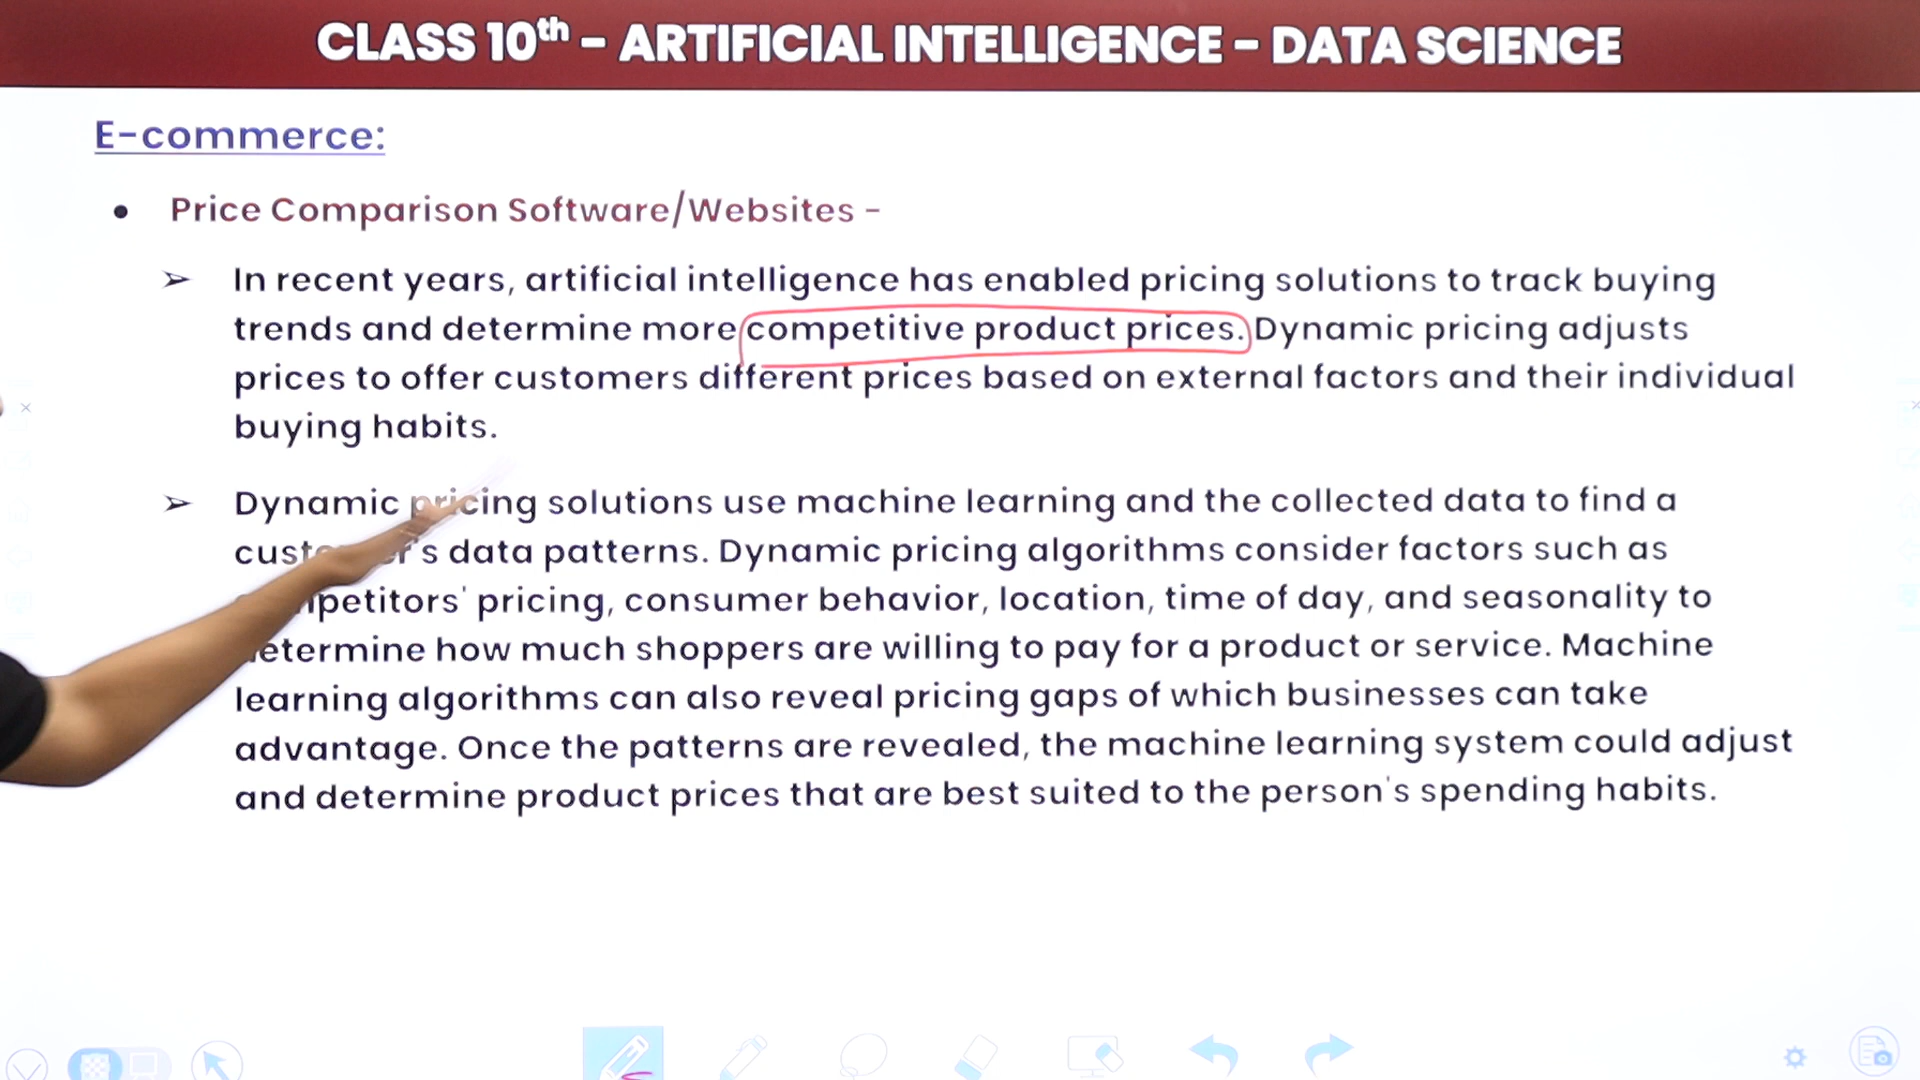 CLASS 10th – ARTIFICIAL INTELLIGENCE – DATA SCIENCE
E-commerce:
• Price Comparison Software/Websites -
➢ In recent years, artificial intelligence has enabled pricing solutions to track buying
trends and determine more competitive product prices. Dynamic pricing adjusts
prices to offer customers different prices based on external factors and their individual
buying habits.
➢ Dynamic pricing solutions use machine learning and the collected data to find a
data patterns. Dynamic pricing algorithms consider factors such as
pricing, consumer behavior, location, time of day, and seasonality to
determine how much shoppers are willing to pay for a product or service. Machine
learning algorithms can also reveal pricing gaps of which businesses can take
advantage. Once the patterns are revealed, the machine learning system could adjust
and determine product prices that are best suited to the person's spending habits.